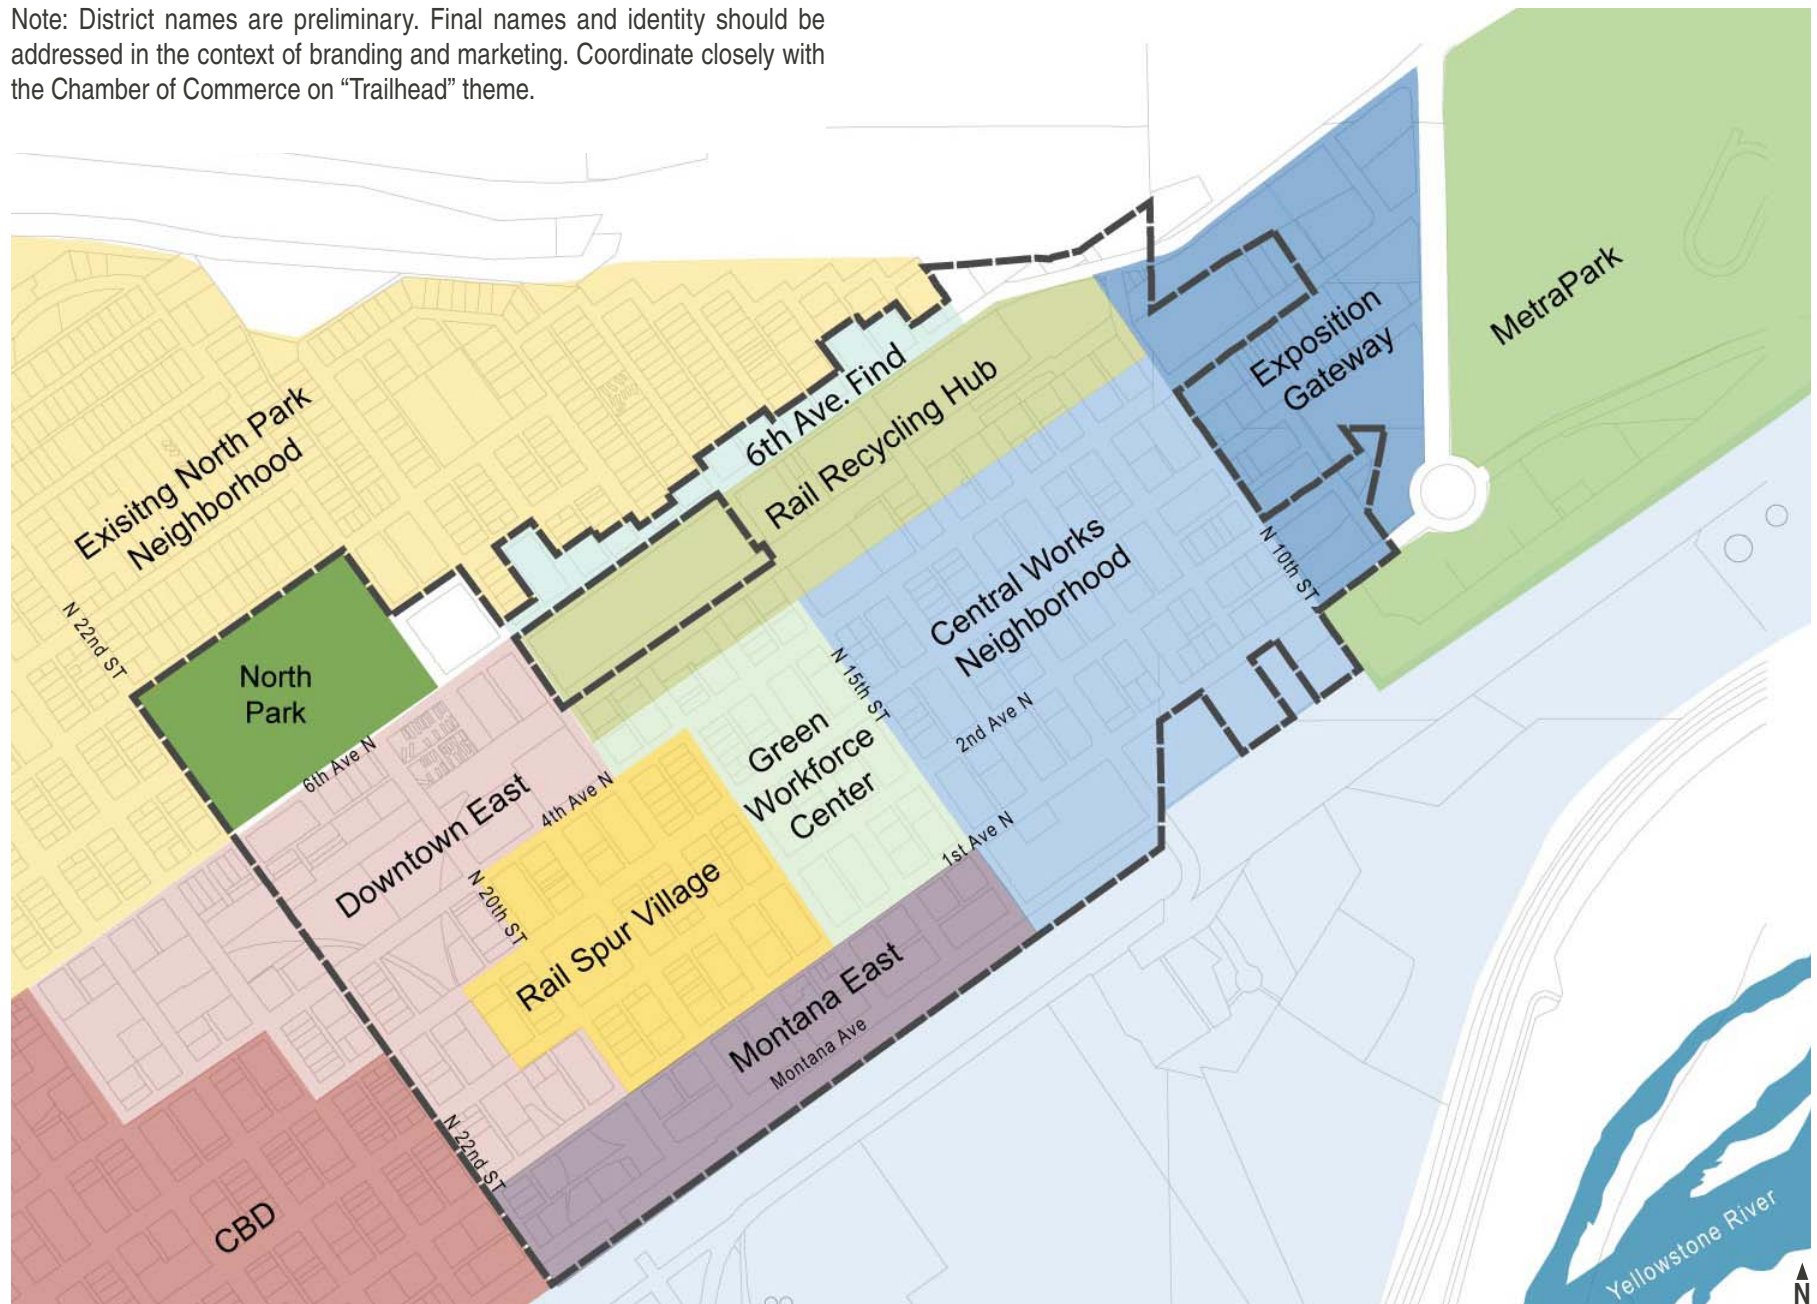 Note: District names are preliminary. Final names and identity should be
addressed in the context of branding and marketing. Coordinate closely with
the Chamber of Commerce on “Trailhead” theme.
MetraPark
Exposition
Gateway
6th Ave. Find
Rail Recycling Hub
Exisitng North Park
Neighborhood
Central Works
Neighborhood
N 10th ST
N 22nd ST
North
Park
N 15th ST
2nd Ave N
Green
Workforce
Center
6th Ave N
4th Ave N
Downtown East
1st Ave N
N 20th ST
Rail Spur Village
Montana East
Montana Ave
N 22nd ST
CBD
Yellowstone River
N